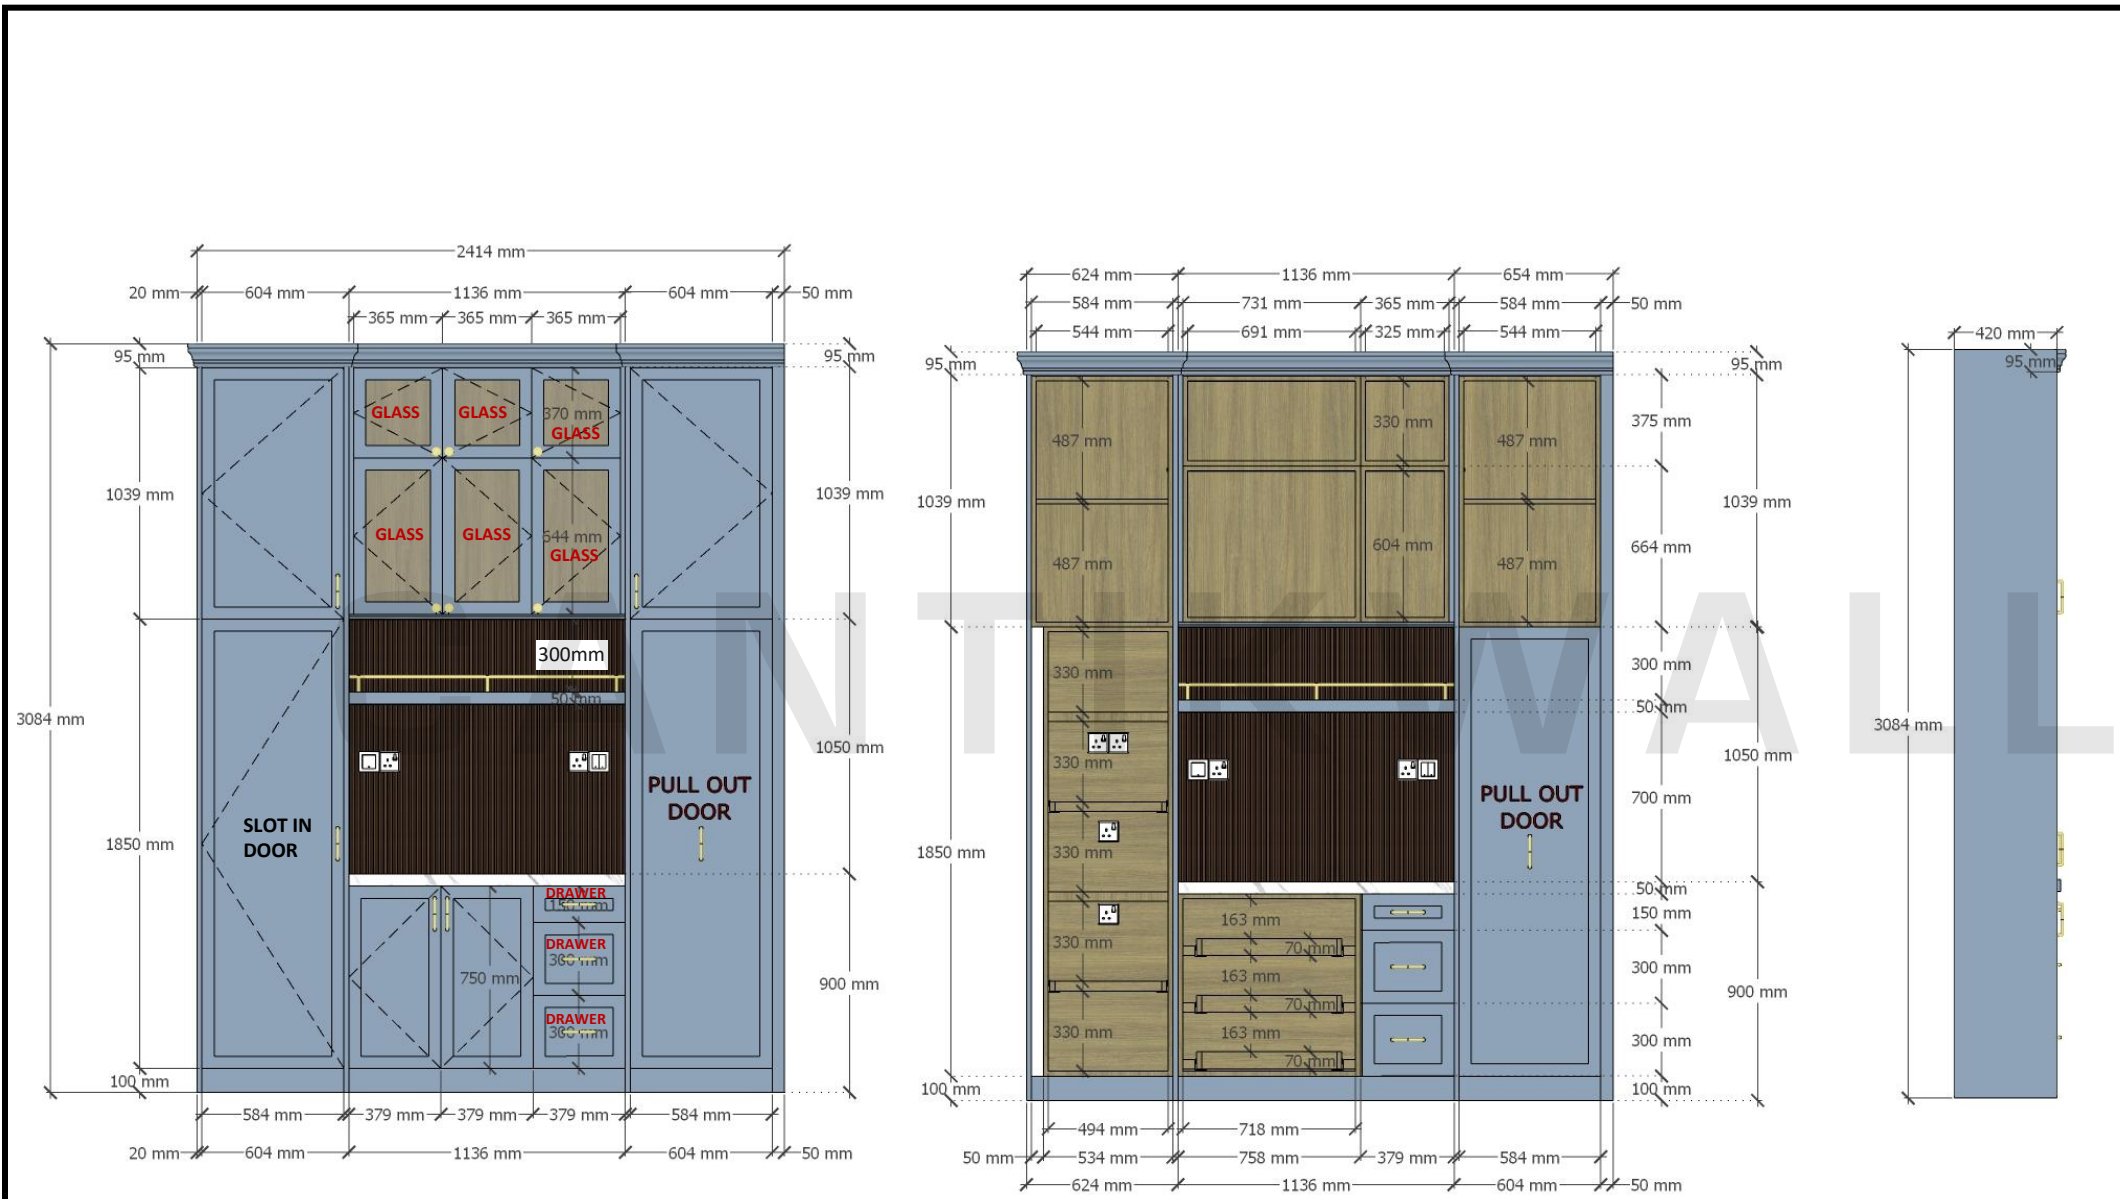 2414 mm
20 mm 604 mm 1136 mm 604 mm 50 mm
365 mm 365 mm 365 mm
95 mm 95 mm
GLASS GLASS 370 mm
GLASS
1039 mm 1039 mm
GLASS GLASS 644 mm
GLASS
300mm
50 mm
3084 mm
1050 mm
PULL OUT
DOOR
SLOT IN
DOOR
1850 mm
DRAWER
150 mm
DRAWER
300 mm
750 mm
900 mm
DRAWER
300 mm
100 mm
584 mm 379 mm 379 mm 379 mm 584 mm
20 mm 604 mm 1136 mm 604 mm 50 mm
624 mm 1136 mm 654 mm
584 mm 731 mm 365 mm 584 mm 50 mm
544 mm 691 mm 325 mm 544 mm
95 mm 95 mm
330 mm 375 mm
487 mm 487 mm
1039 mm 1039 mm
604 mm 664 mm
487 mm 487 mm
330 mm 300 mm
50 mm
330 mm 1050 mm
PULL OUT
DOOR
700 mm
1850 mm 330 mm
50 mm
163 mm 150 mm
330 mm 70 mm
163 mm 300 mm
900 mm
70 mm
330 mm 163 mm 300 mm
70 mm
100 mm 100 mm
494 mm 718 mm
50 mm 534 mm 758 mm 379 mm 584 mm
624 mm 1136 mm 604 mm 50 mm
420 mm
95 mm
3084 mm
GANTIKWALL